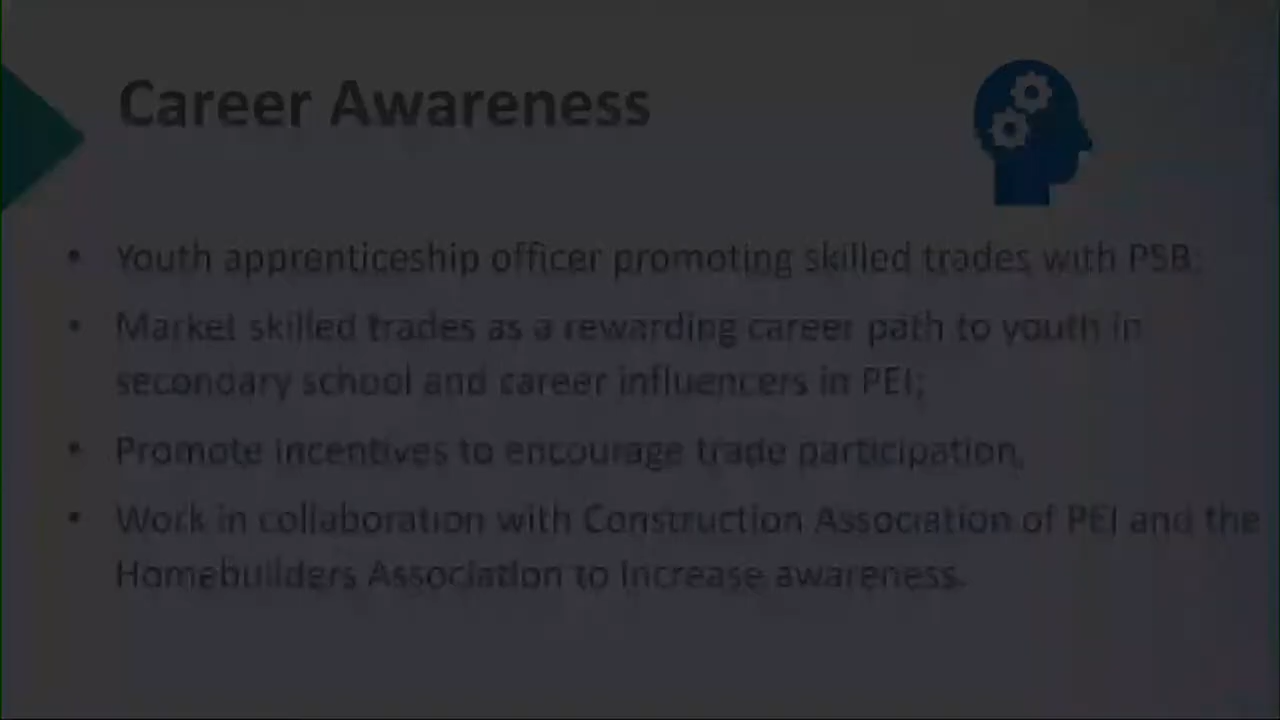 Career Awareness
• Youth apprenticeship officer promoting skilled trades with PSB;
• Market skilled trades as a rewarding career path to youth in
secondary school and career influencers in PEI;
• Promote incentives to encourage trade participation,
• Work in collaboration with Construction Association of PEI and the
Homebuilders Association to increase awareness.